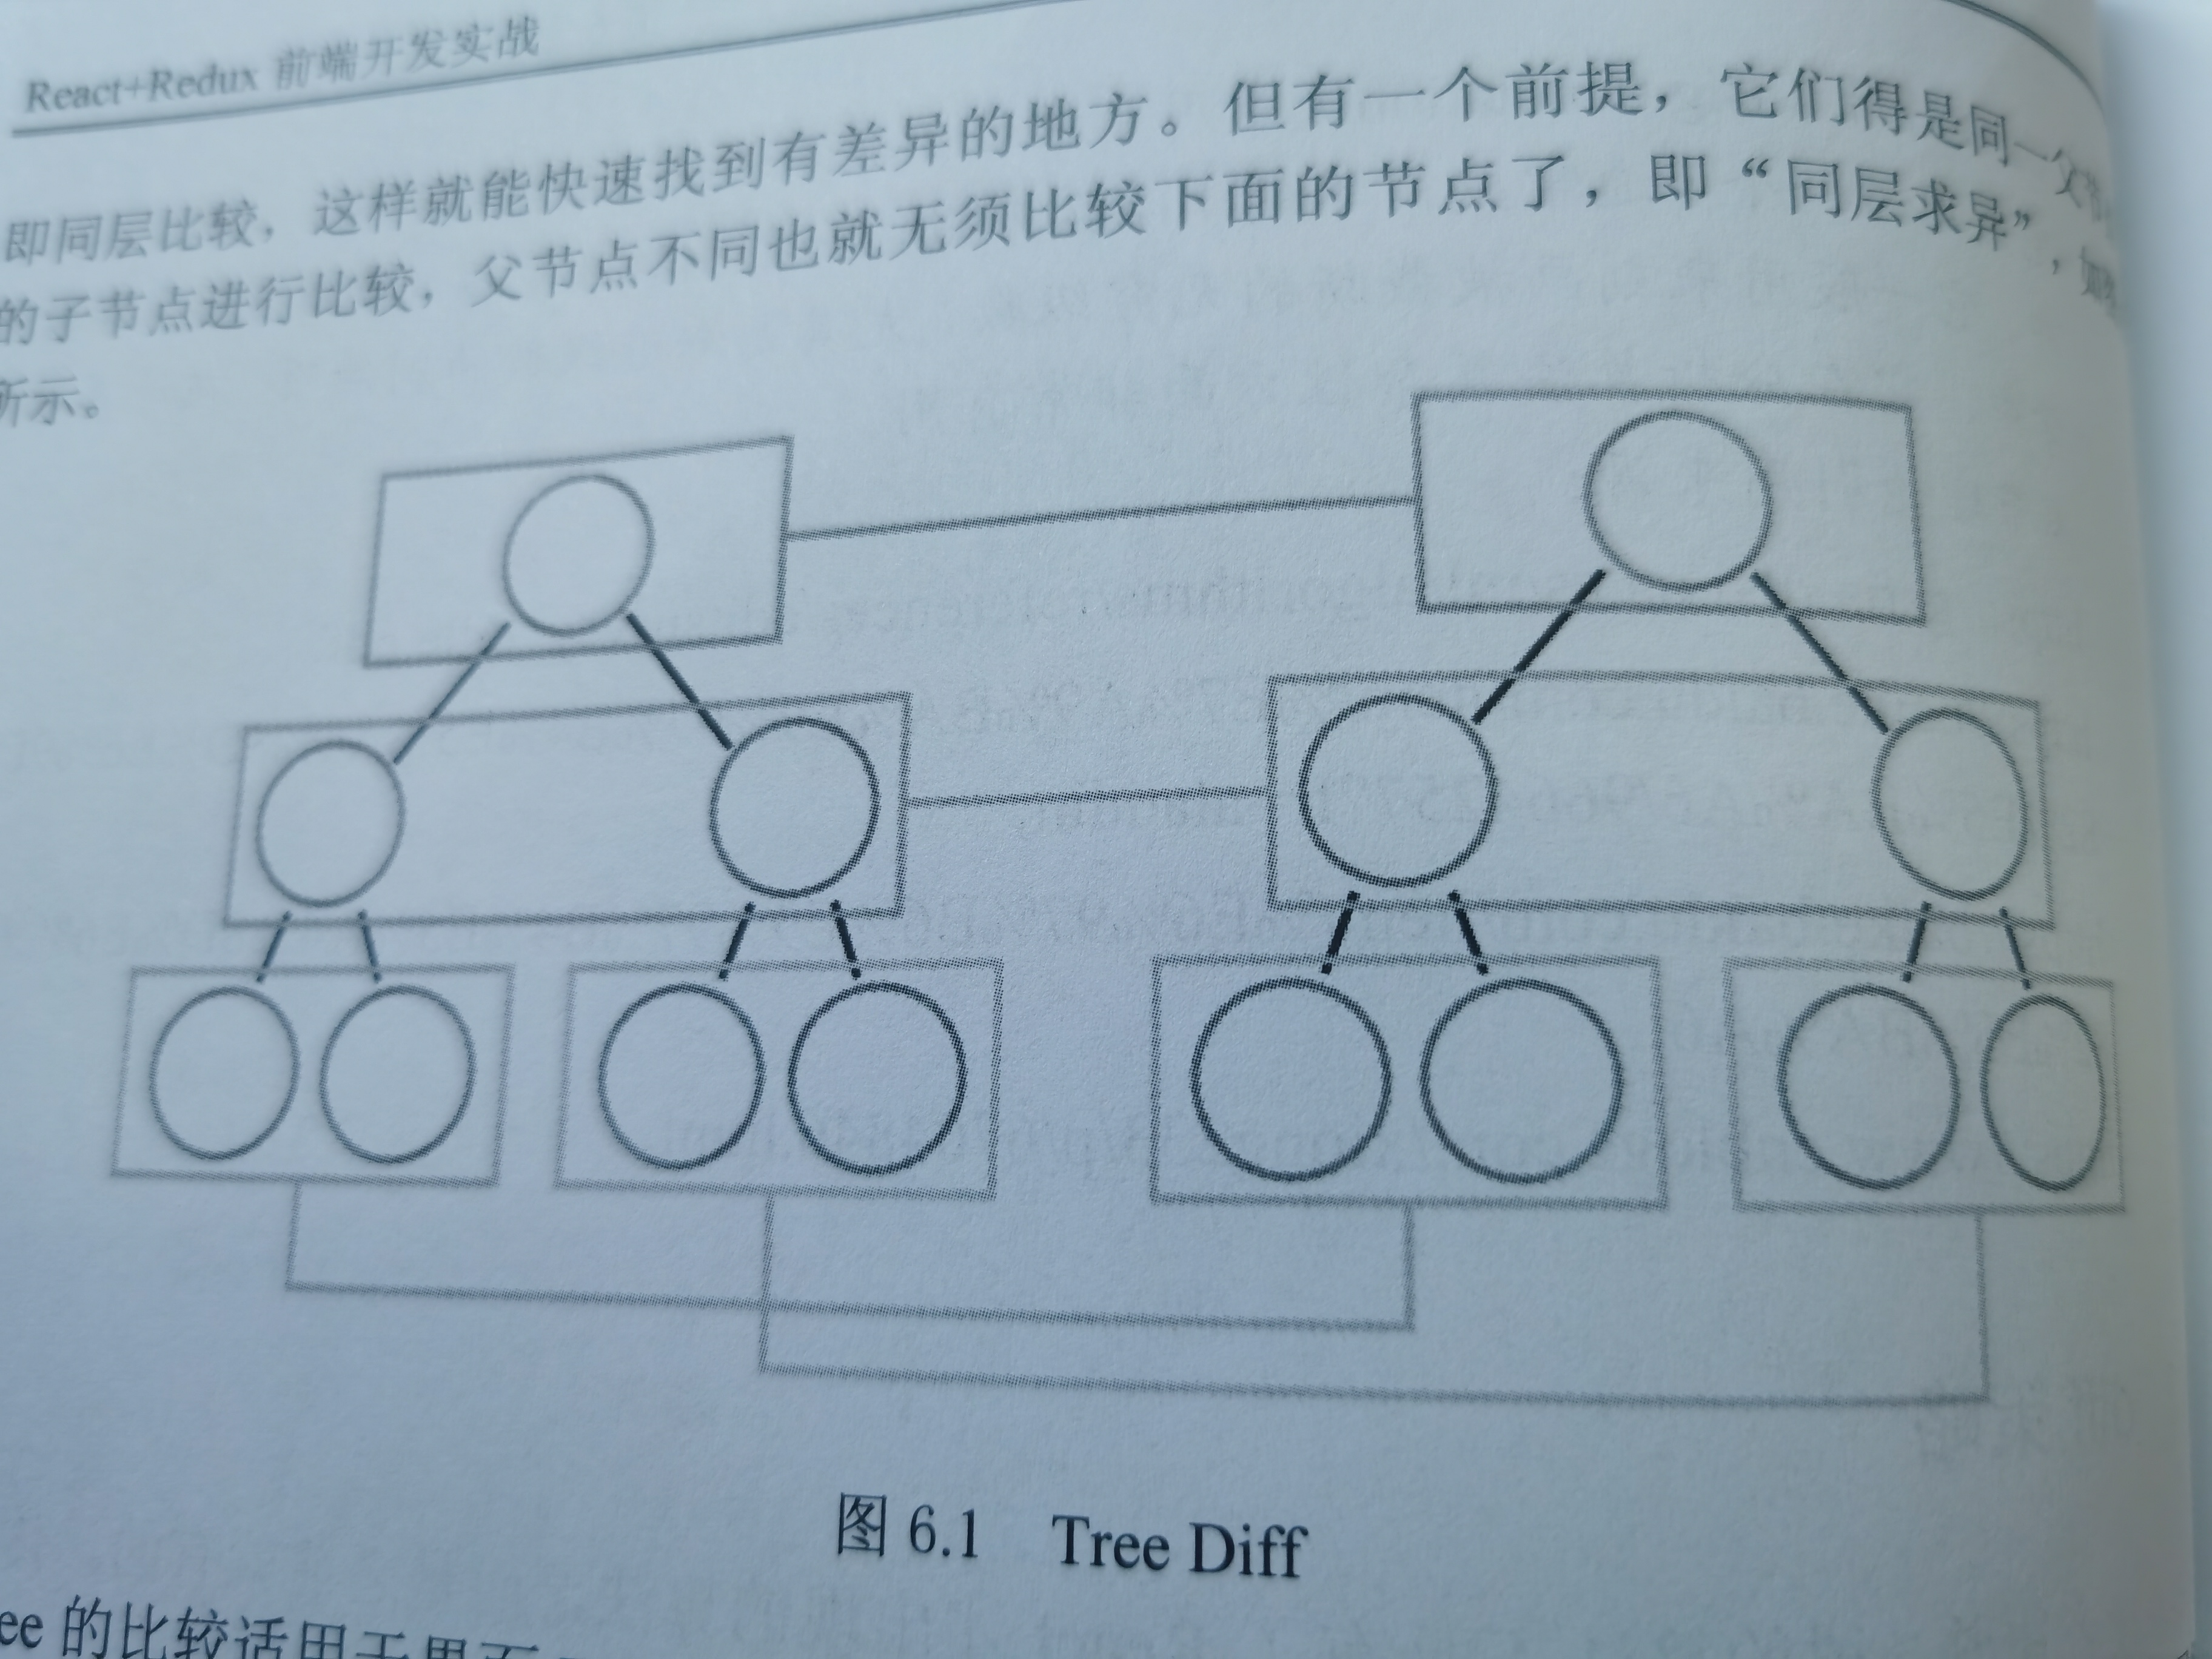 React+Redux 前端开发实战
即同层比较，这样就能快速找到有差异的地方。但有一个前提，它们得是同一父
的子节点进行比较，父节点不同也就无须比较下面的节点了，即“同层求异”，如
所示。
图 6.1 Tree Diff
ee 的比较适用于界面